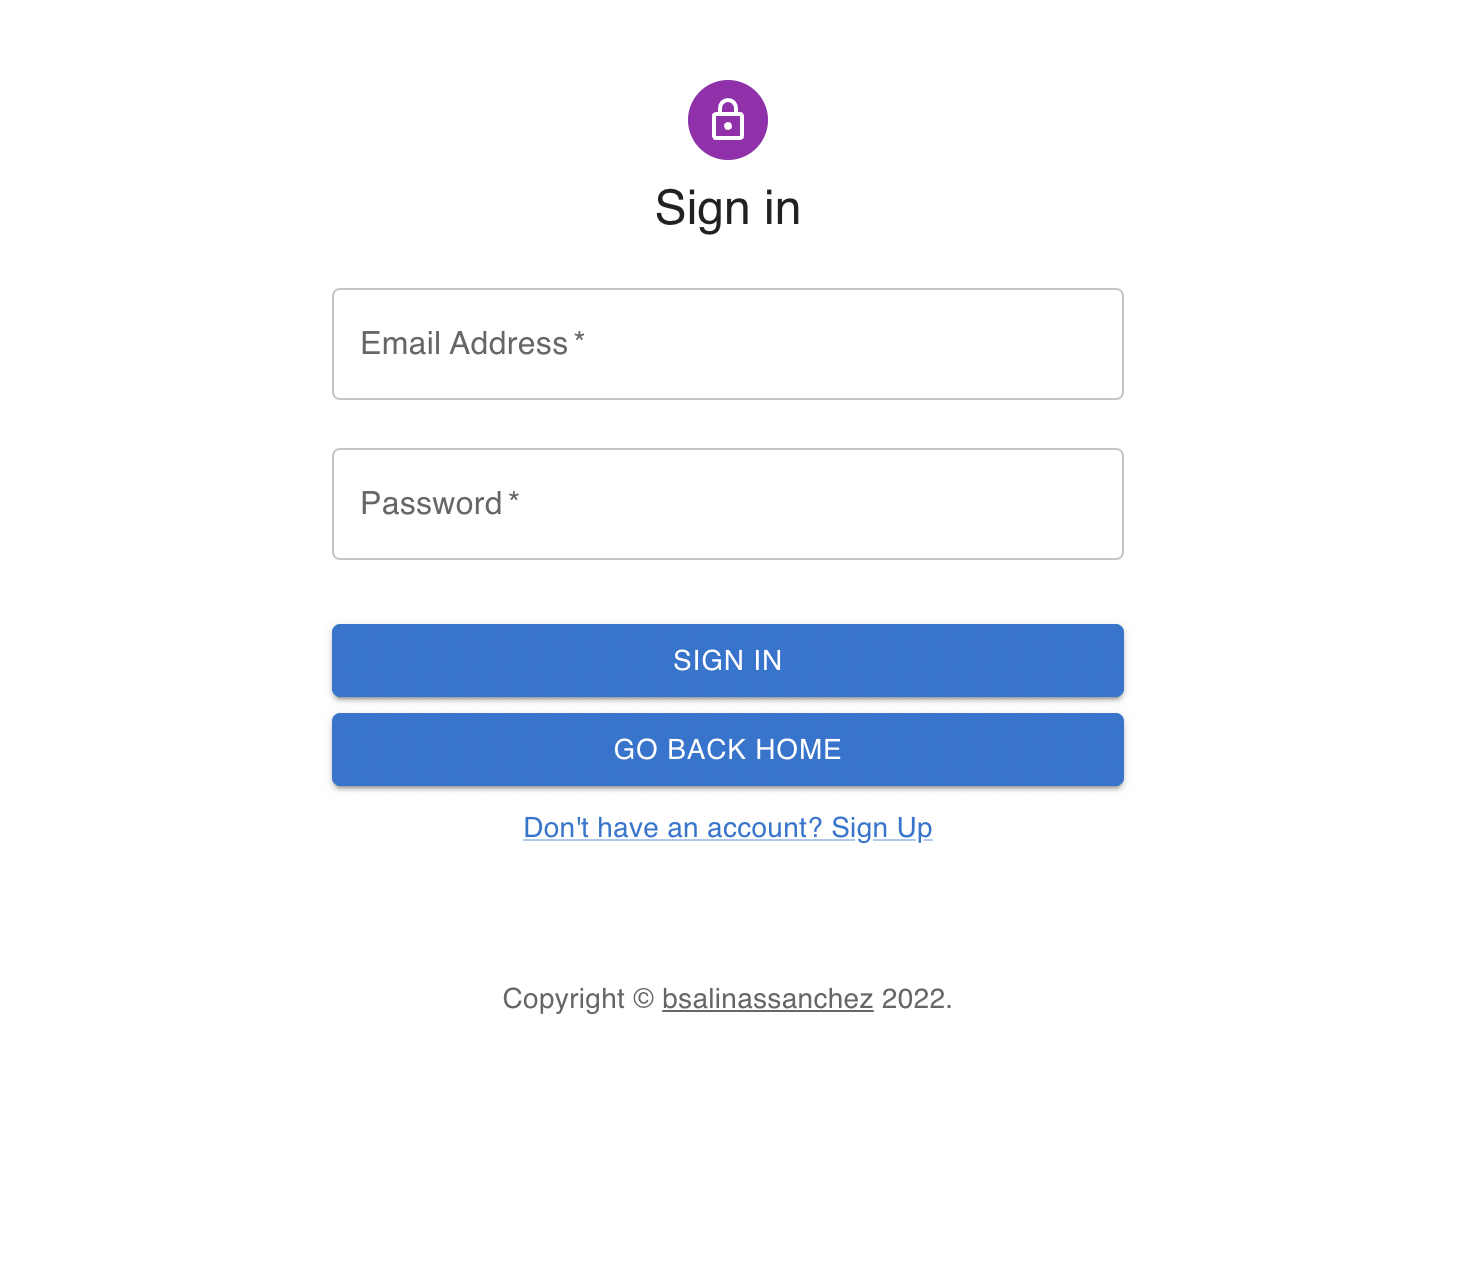 Sign in
Email Address *
Password *
SIGN IN
GO BACK HOME
Don't have an account? Sign Up
Copyright © bsalinassanchez 2022.